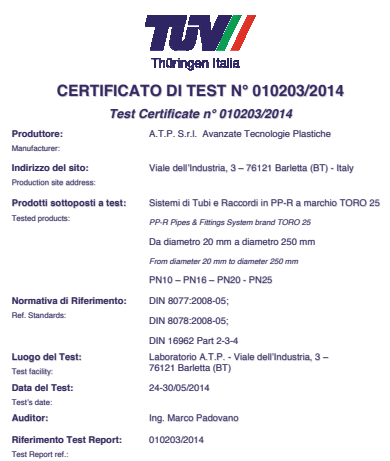 TÜV
Thüringen Italia
CERTIFICATO DI TEST N° 010203/2014
Test Certificate n° 010203/2014
Produttore: A.T.P. S.r.l. Avanzate Tecnologie Plastiche
Manufacturer:
Indirizzo del sito: Viale dell'Industria, 3 – 76121 Barletta (BT) - Italy
Production site address:
Prodotti sottoposti a test: Sistemi di Tubi e Raccordi in PP-R a marchio TORO 25
Tested products: PP-R Pipes & Fittings System brand TORO 25
Da diametro 20 mm a diametro 250 mm
From diameter 20 mm to diameter 250 mm
PN10 – PN16 – PN20 - PN25
Normativa di Riferimento: DIN 8077:2008-05;
Ref. Standards:
DIN 8078:2008-05;
DIN 16962 Part 2-3-4
Luogo del Test: Laboratorio A.T.P. - Viale dell'Industria, 3 –
Test facility: 76121 Barletta (BT)
Data del Test: 24-30/05/2014
Test's date:
Auditor: Ing. Marco Padovano
Riferimento Test Report: 010203/2014
Test Report ref.: